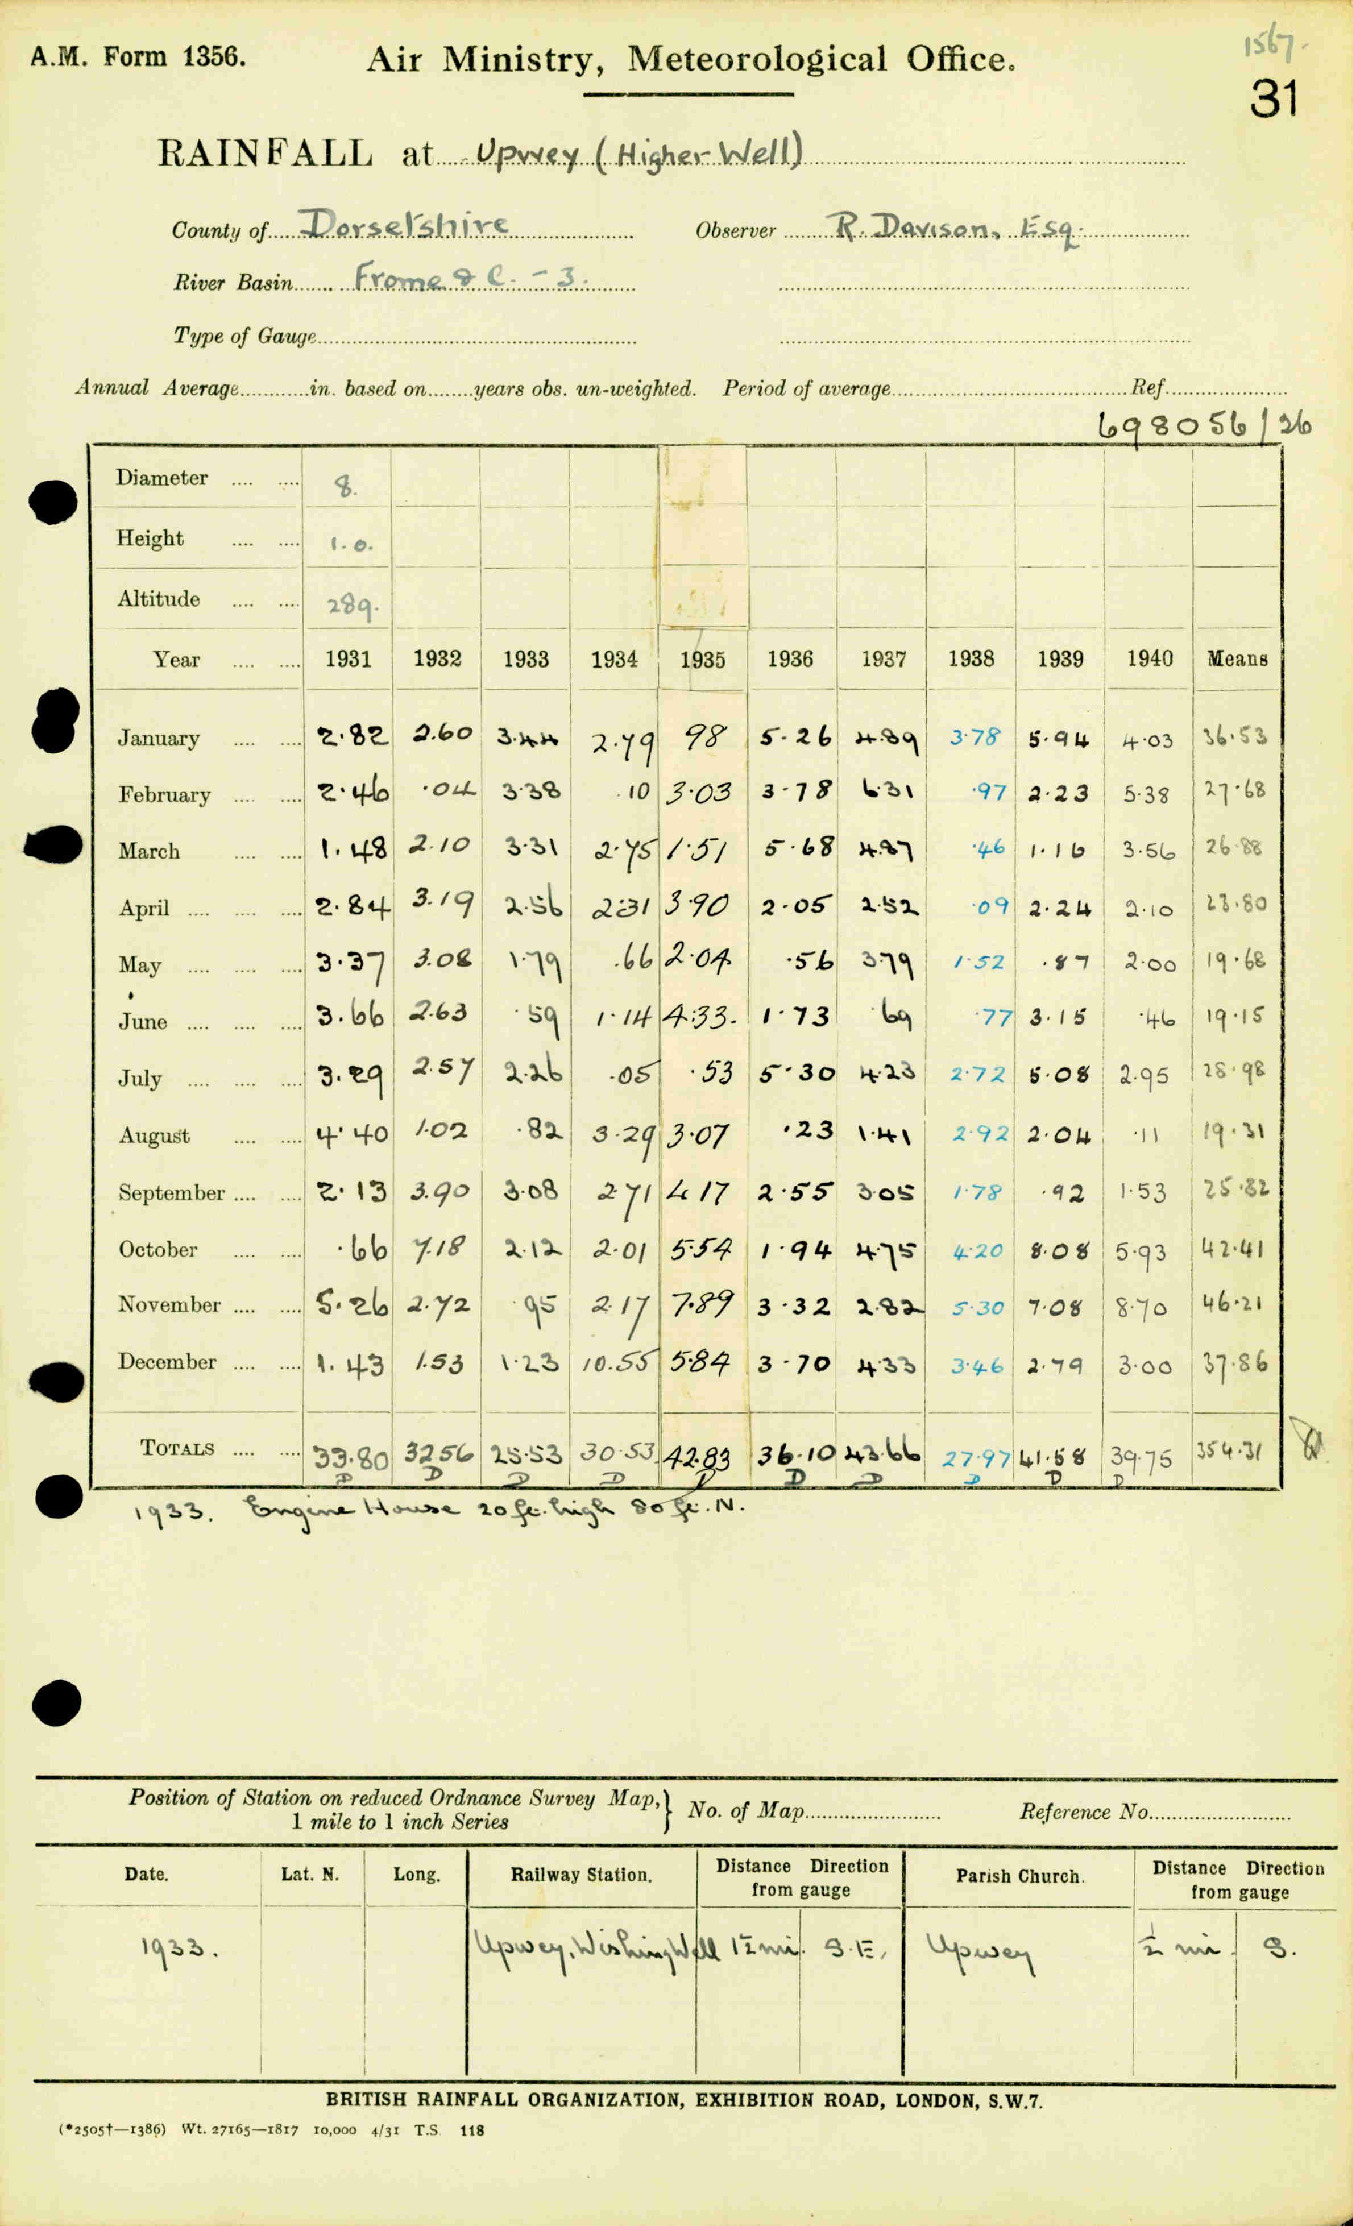 1567.
A.M. Form 1356. Air Ministry, Meteorological Office.
31
RAINFALL at Upwey (Higher Well)
County of Dorsetshire Observer R. Davison, Esq.
River Basin Frome & C. - 3.
Type of Gauge
Annual Average in. based on years obs. un-weighted. Period of average Ref.
698056/26
Diameter 8.
Height 1.0.
Altitude 289.
Year 1931 1932 1933 1934 1935 1936 1937 1938 1939 1940 Means
January 2.82 2.60 3.44 2.79 98 5.26 4.89 3.78 5.94 4.03 36.53
February 2.46 .04 3.38 .10 3.03 3.78 6.31 .97 2.23 5.38 27.68
March 1.48 2.10 3.31 2.75 1.51 5.68 4.87 .46 1.16 3.56 26.88
April 2.84 3.19 2.56 2.31 3.90 2.05 2.52 .09 2.24 2.10 23.80
May 3.37 3.08 1.79 .66 2.04 .56 3.79 1.52 .87 2.00 19.68
June 3.66 2.63 .59 1.14 4.33 1.73 69 .77 3.15 .46 19.15
July 3.29 2.57 2.26 .05 .53 5.30 4.23 2.72 5.08 2.95 28.98
August 4.40 1.02 .82 3.29 3.07 .23 1.41 2.92 2.04 .11 19.31
September 2.13 3.90 3.08 2.71 4.17 2.55 3.05 1.78 .92 1.53 25.82
October .66 7.18 2.12 2.01 5.54 1.94 4.75 4.20 8.08 5.93 42.41
November 5.26 2.72 .95 2.17 7.89 3.32 2.82 5.30 7.08 8.70 46.21
December 1.43 1.53 1.23 10.55 5.84 3.70 4.33 3.46 2.79 3.00 37.86
TOTALS 33.80 32.56 25.53 30.53 42.83 36.10 43.66 27.97 41.58 39.75 354.31
D D D D D D D D D D
1933. Engine House 20 ft. high 80 ft. N.
Position of Station on reduced Ordnance Survey Map, 1 mile to 1 inch Series } No. of Map Reference No.
Date. Lat. N. Long. Railway Station. Distance Direction from gauge Parish Church. Distance Direction from gauge
1933. Upwey, Wishing Well 1½ mi. S.E. Upwey ½ mi. S.
BRITISH RAINFALL ORGANIZATION, EXHIBITION ROAD, LONDON, S.W.7.
(*2505†—1386) Wt. 27165—1817 10,000 4/31 T.S. 118